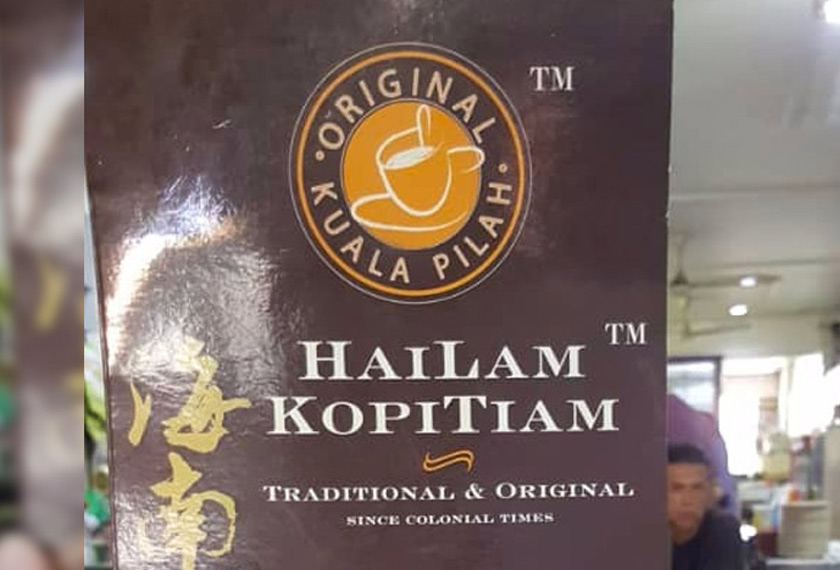 ORIGINAL
KUALA PILAH
TM
HAILAM TM
KOPITIAM
TRADITIONAL & ORIGINAL
SINCE COLONIAL TIMES
海南